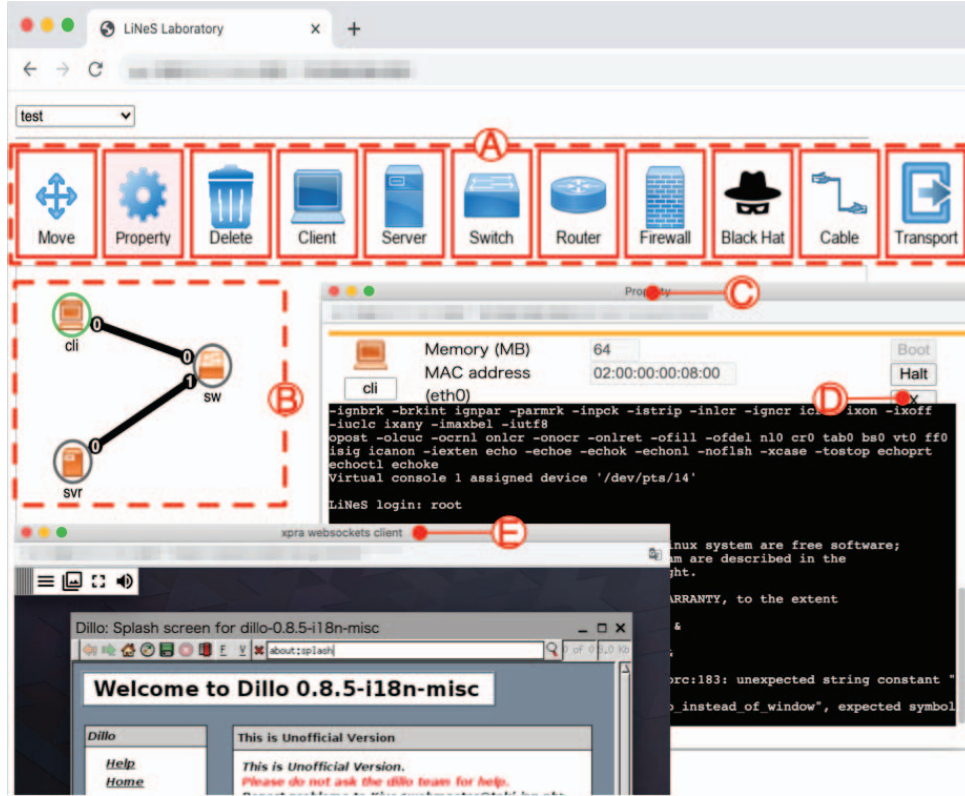 LiNeS Laboratory
test
A
Move Property Delete Client Server Switch Router Firewall Black Hat Cable Transport
B
0
cli
0
1
sw
0
svr
C
Memory (MB) 64 Boot
cli MAC address 02:00:00:00:08:00 Halt
(eth0) X
D
-ignbrk -brkint ignpar -parmrk -inpck -istrip -inlcr -igncr ixon -ixoff
-iuclc ixany -imaxbel -iutf8
opost -olcuc -ocrnl onlcr -onocr -onlret -ofill -ofdel nl0 cr0 tab0 bs0 vt0 ff0
isig icanon -iexten echo -echoe -echok -echonl -noflsh -xcase -tostop echoprt
echoctl echoke
Virtual console 1 assigned device '/dev/pts/14'
LiNeS login: root
inux system are free software;
am are described in the
ght.
ARRANTY, to the extent
&
&
orc:183: unexpected string constant "
o_instead_of_window", expected symbol
xpra websockets client
E
Dillo: Splash screen for dillo-0.8.5-i18n-misc
about:splash
Welcome to Dillo 0.8.5-i18n-misc
Dillo
Help
Home
This is Unofficial Version
This is Unofficial Version.
Please do not ask the dillo team for help.